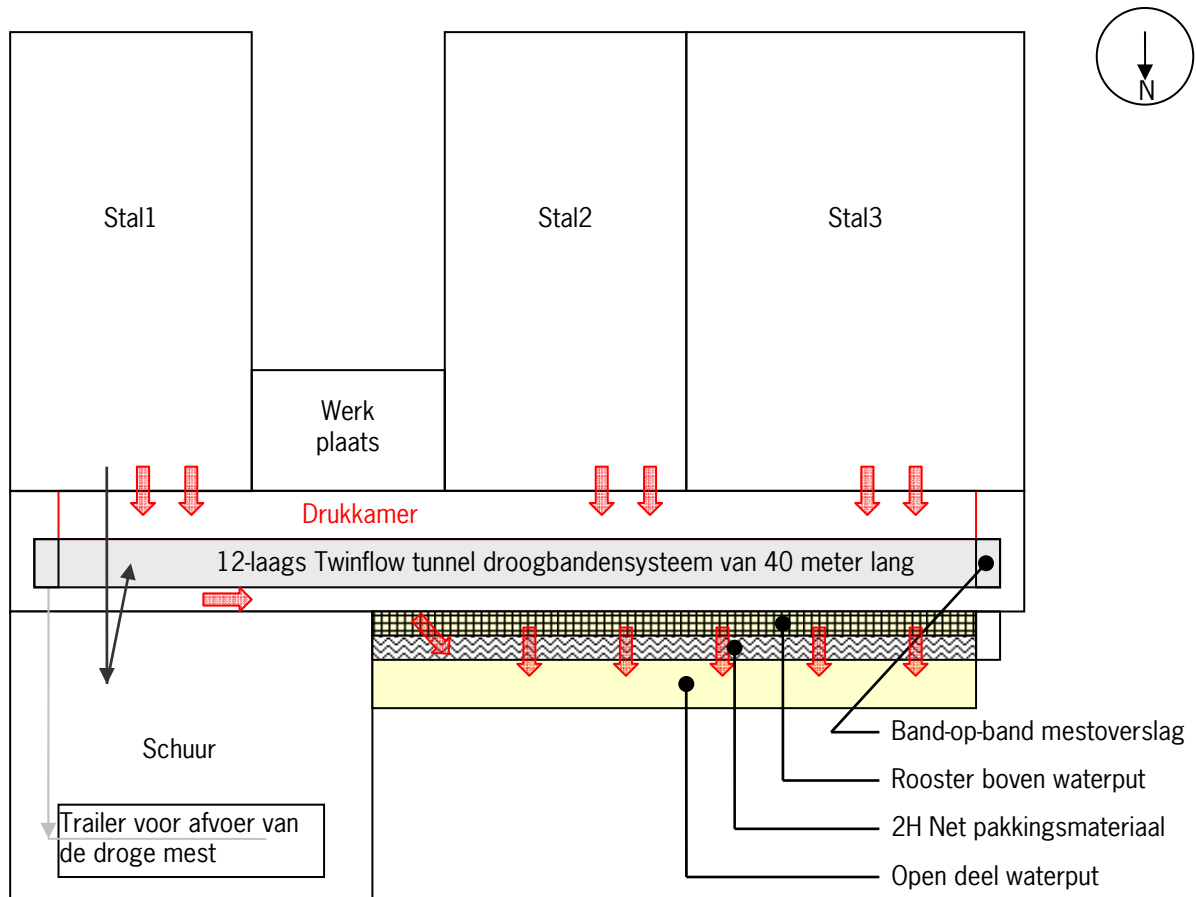 N
Stal1
Stal2
Stal3
Werk
plaats
Drukkamer
12-laags Twinflow tunnel droogbandensysteem van 40 meter lang
Schuur
Band-op-band mestoverslag
Rooster boven waterput
2H Net pakkingsmateriaal
Open deel waterput
Trailer voor afvoer van
de droge mest